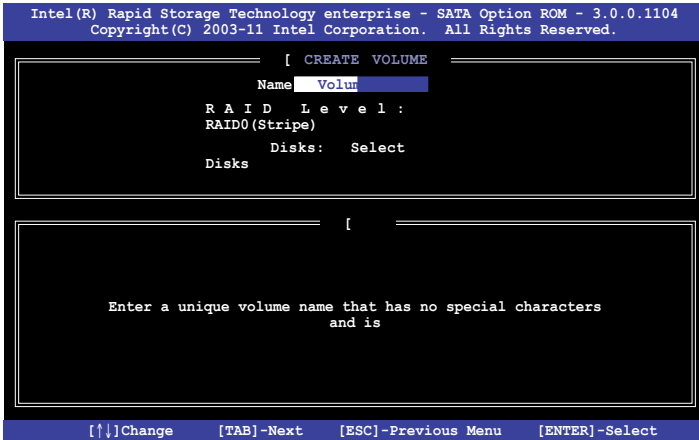 Intel(R) Rapid Storage Technology enterprise - SATA Option ROM - 3.0.0.1104
Copyright(C) 2003-11 Intel Corporation. All Rights Reserved.
[ CREATE VOLUME
Name Volum
RAID Level:
RAID0(Stripe)
Disks: Select
Disks
[
Enter a unique volume name that has no special characters
and is
[↑↓]Change [TAB]-Next [ESC]-Previous Menu [ENTER]-Select